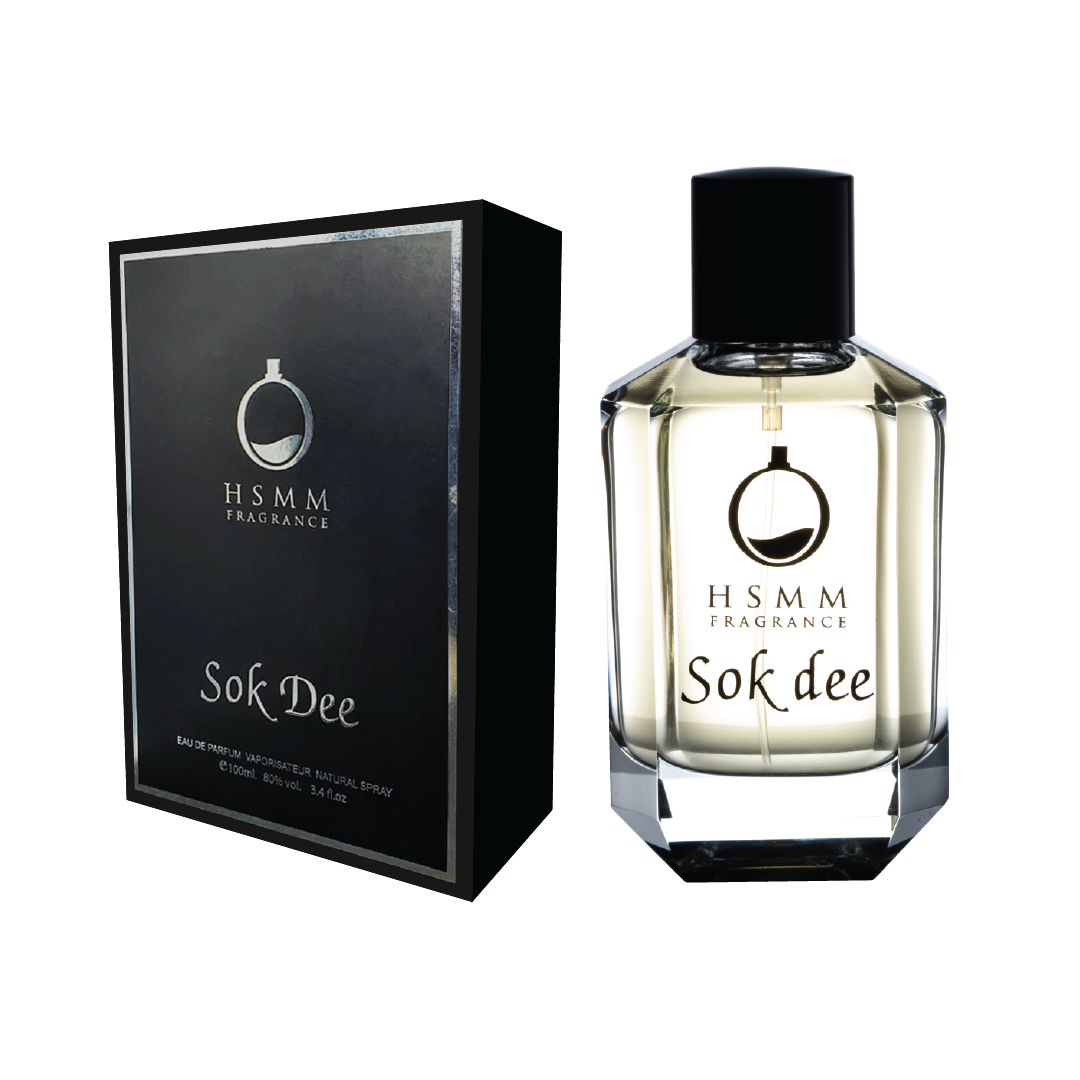 HSMM
FRAGRANCE
Sok Dee
EAU DE PARFUM VAPORISATEUR NATURAL SPRAY
℮100ml. 80% vol. 3.4 fl.oz
HSMM
FRAGRANCE
Sok dee